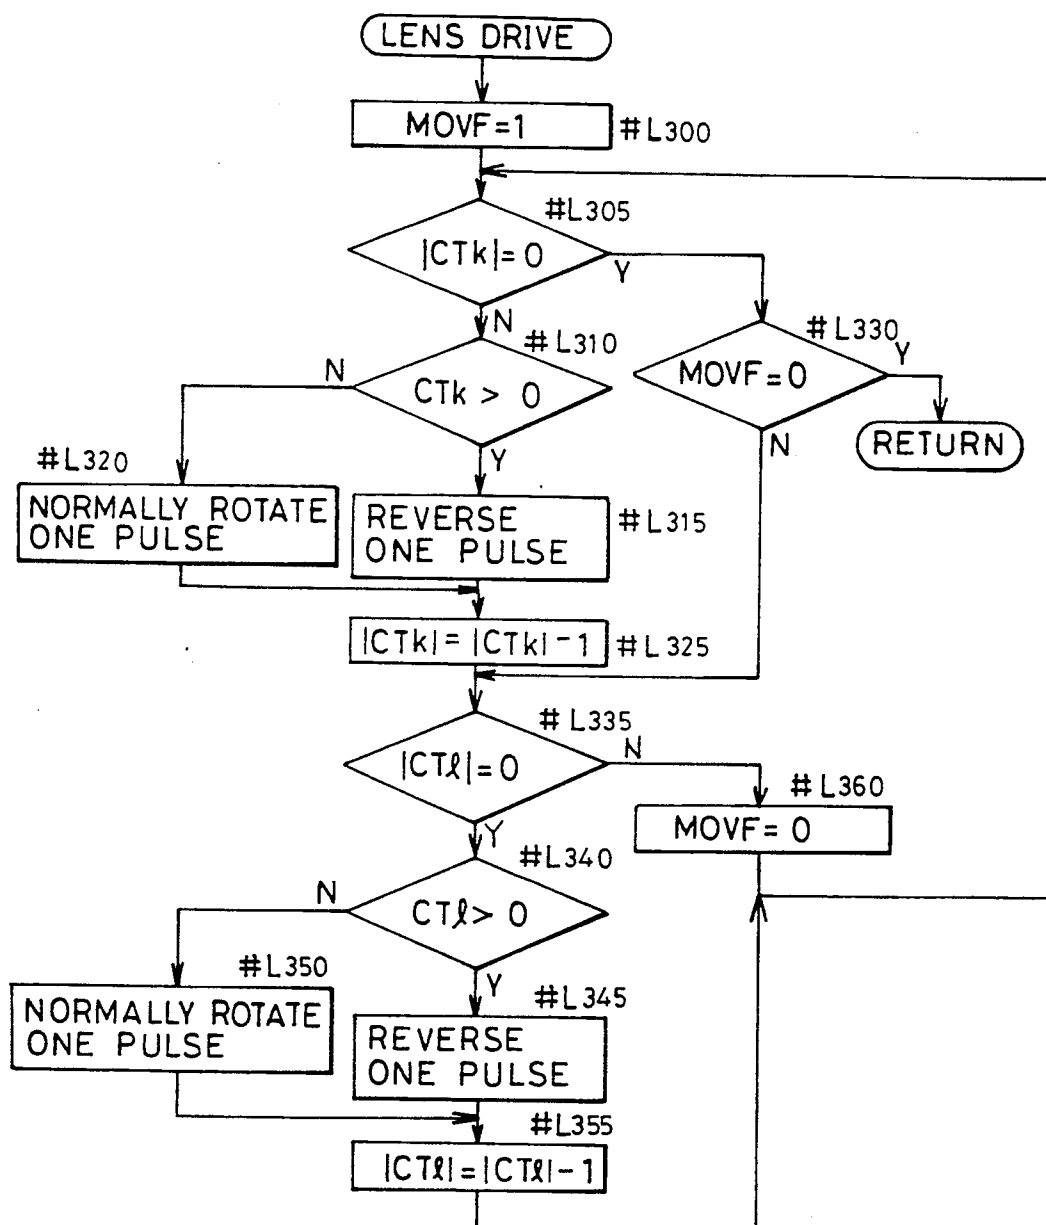 LENS DRIVE
MOVF=1
#L300
#L305
|CTk|=0
Y
N
#L310
#L330
N
CTk > 0
MOVF=0
Y
RETURN
Y
N
#L320
NORMALLY ROTATE
ONE PULSE
REVERSE
ONE PULSE
#L315
|CTk|=|CTk|-1
#L325
#L335
|CTℓ|=0
N
#L360
MOVF=0
Y
#L340
N
CTℓ> 0
#L350
Y
#L345
NORMALLY ROTATE
ONE PULSE
REVERSE
ONE PULSE
#L355
|CTℓ|=|CTℓ|-1